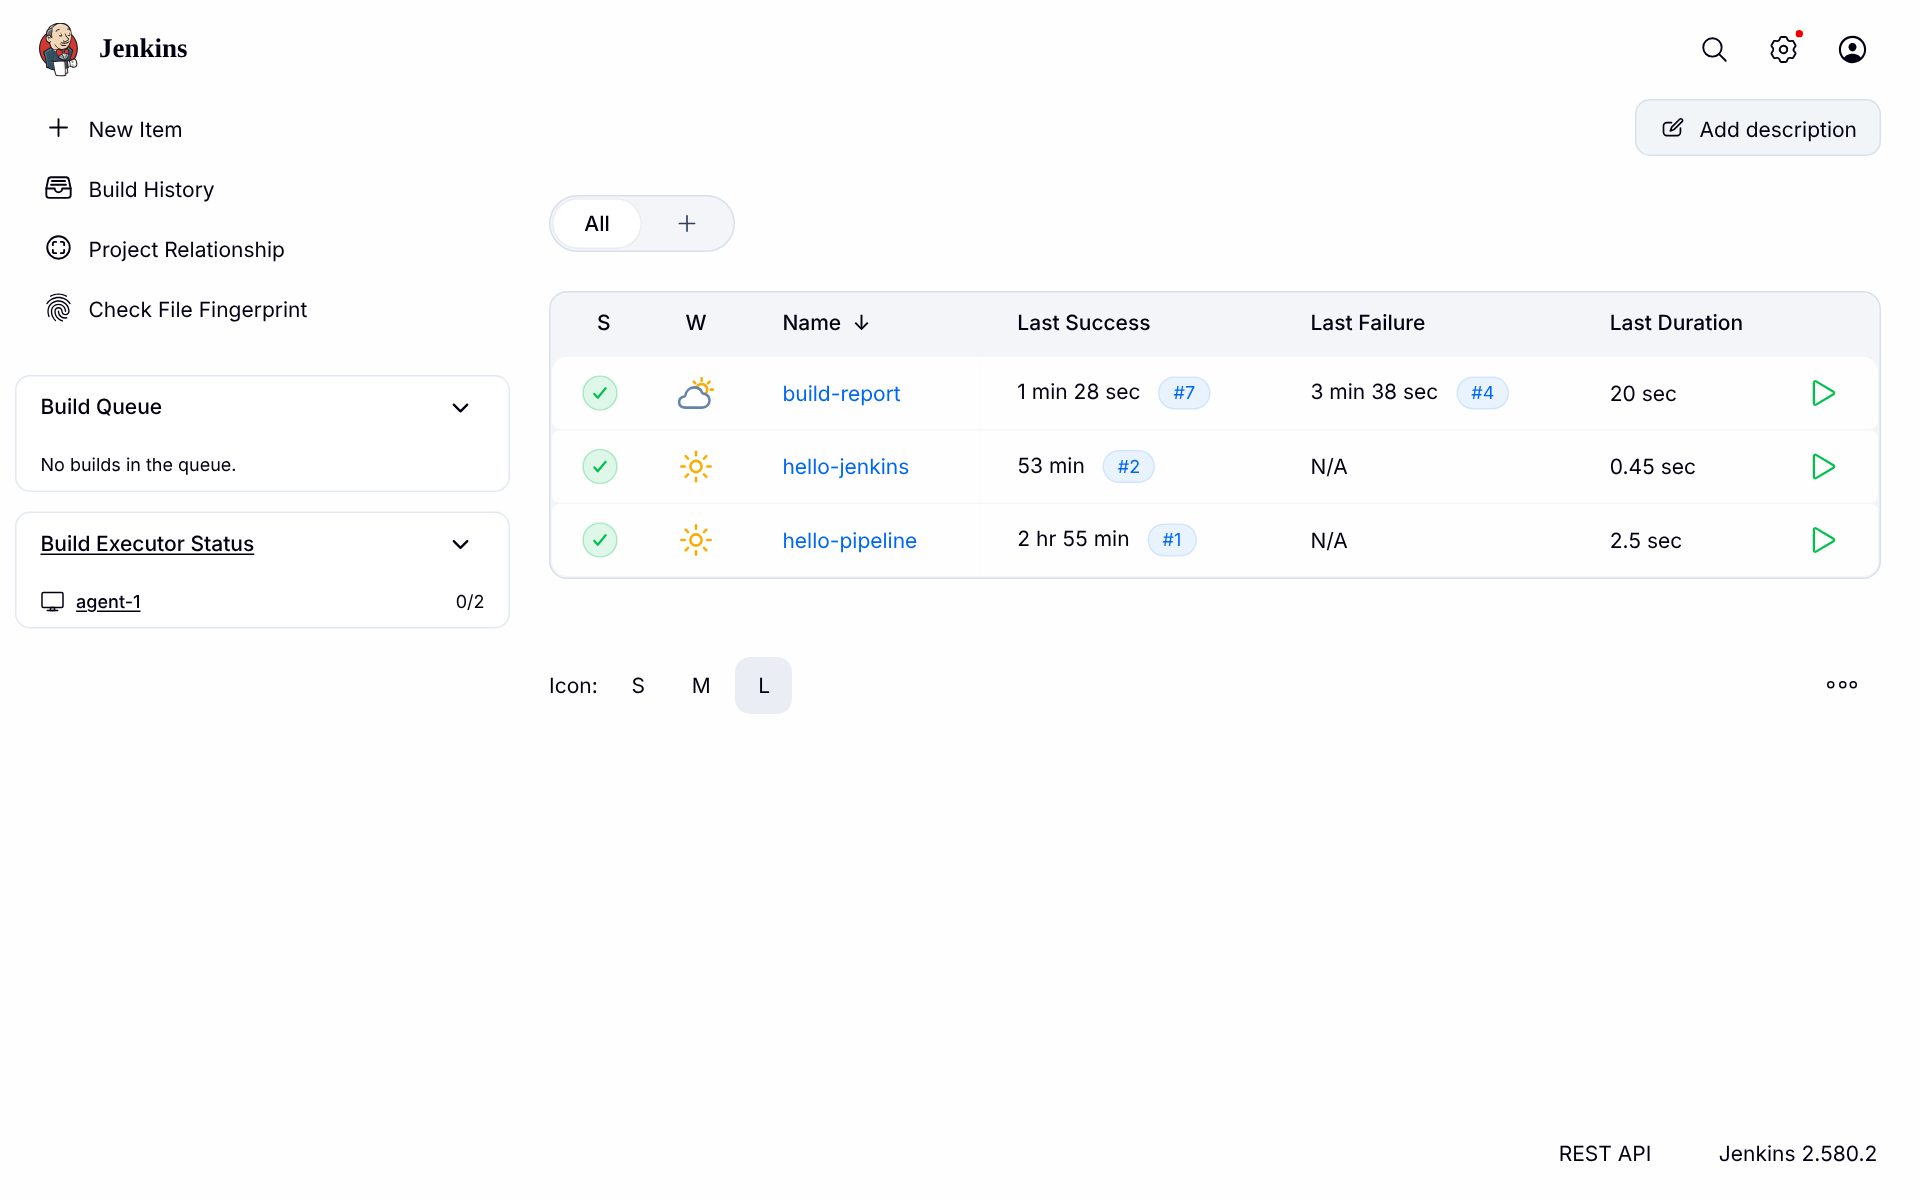 Jenkins
New Item
Build History
Project Relationship
Check File Fingerprint
Build Queue
No builds in the queue.
Build Executor Status
agent-1 0/2
Add description
All
S W Name Last Success Last Failure Last Duration
build-report 1 min 28 sec #7 3 min 38 sec #4 20 sec
hello-jenkins 53 min #2 N/A 0.45 sec
hello-pipeline 2 hr 55 min #1 N/A 2.5 sec
Icon: S M L
REST API Jenkins 2.580.2